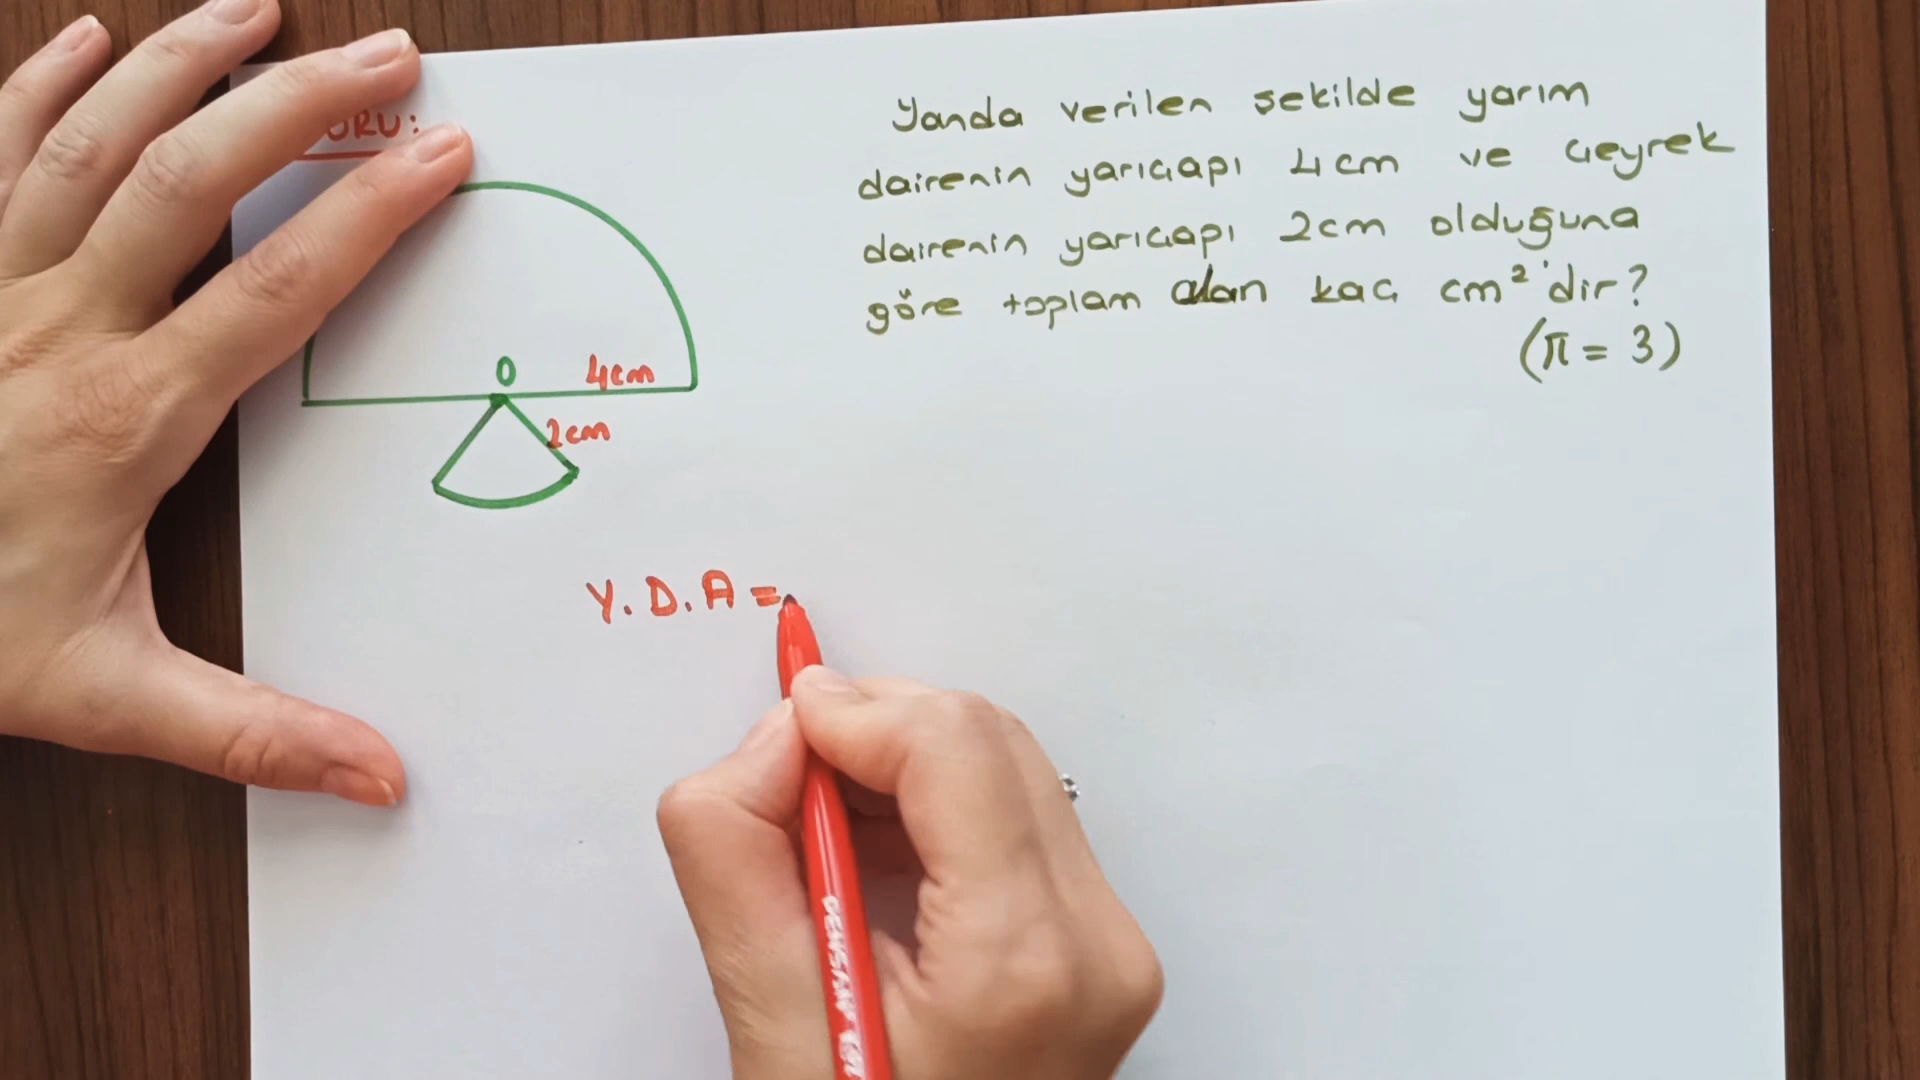 ORU:
Yanda verilen sekilde yarım
dairenin yarıçapı 4cm ve çeyrek
dairenin yarıçapı 2cm olduğuna
göre toplam alan kaç cm²'dir?
(π = 3)
O
4cm
2cm
Y.D.A =